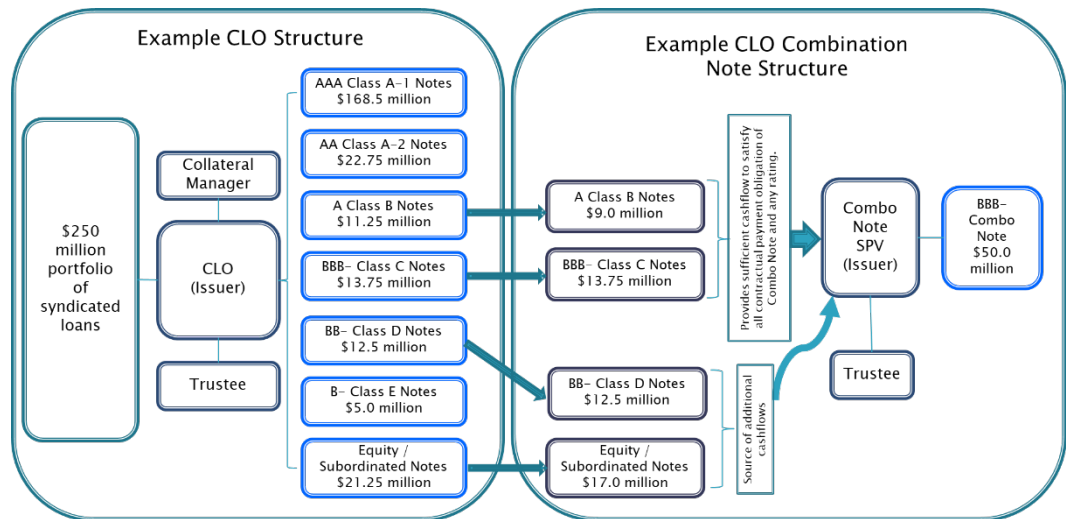 Example CLO Structure
$250
million
portfolio
of
syndicated
loans
Collateral
Manager
CLO
(Issuer)
Trustee
AAA Class A-1 Notes
$168.5 million
AA Class A-2 Notes
$22.75 million
A Class B Notes
$11.25 million
BBB- Class C Notes
$13.75 million
BB- Class D Notes
$12.5 million
B- Class E Notes
$5.0 million
Equity /
Subordinated Notes
$21.25 million
Example CLO Combination
Note Structure
A Class B Notes
$9.0 million
BBB- Class C Notes
$13.75 million
BB- Class D Notes
$12.5 million
Equity /
Subordinated Notes
$17.0 million
Provides sufficient cashflow to satisfy
all contractual payment obligation of
Combo Note and any rating.
Source of additional
cashflows
Combo
Note
SPV
(Issuer)
Trustee
BBB-
Combo
Note
$50.0
million